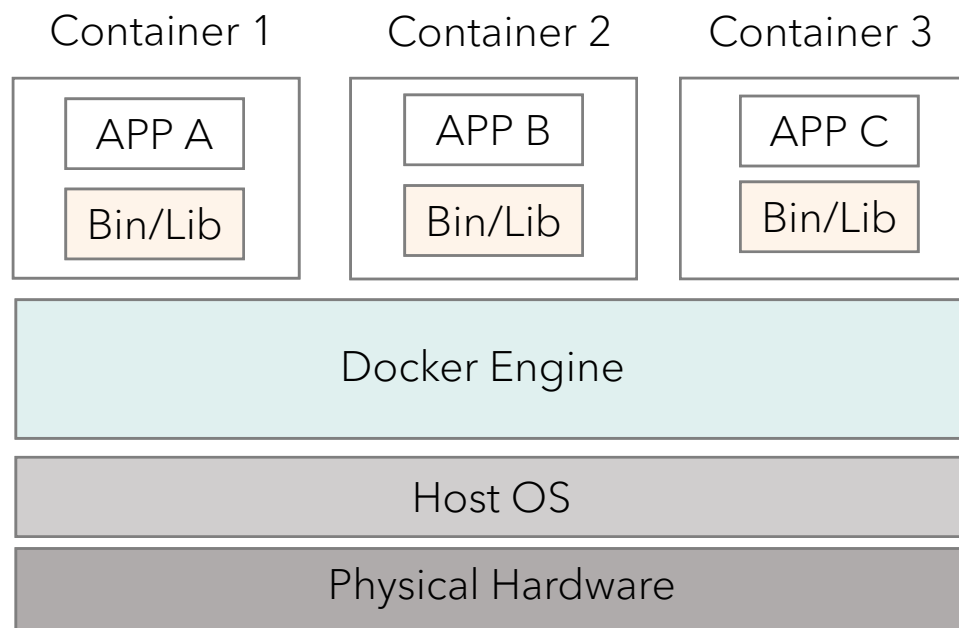 Container 1
Container 2
Container 3
APP A
APP B
APP C
Bin/Lib
Bin/Lib
Bin/Lib
Docker Engine
Host OS
Physical Hardware